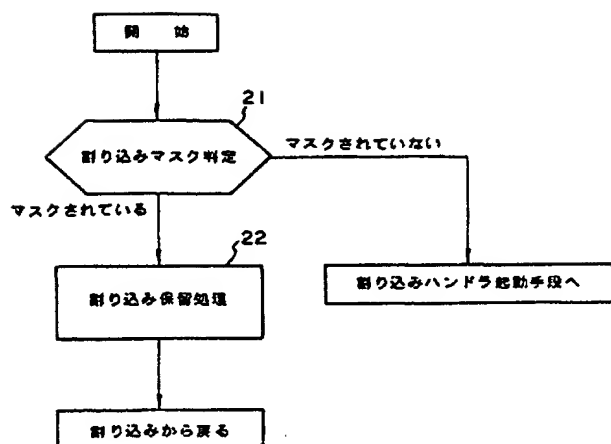 開 始
21
割り込みマスク判定
マスクされていない
マスクされている
22
割り込み保留処理
割り込みハンドラ起動手段へ
割り込みから戻る